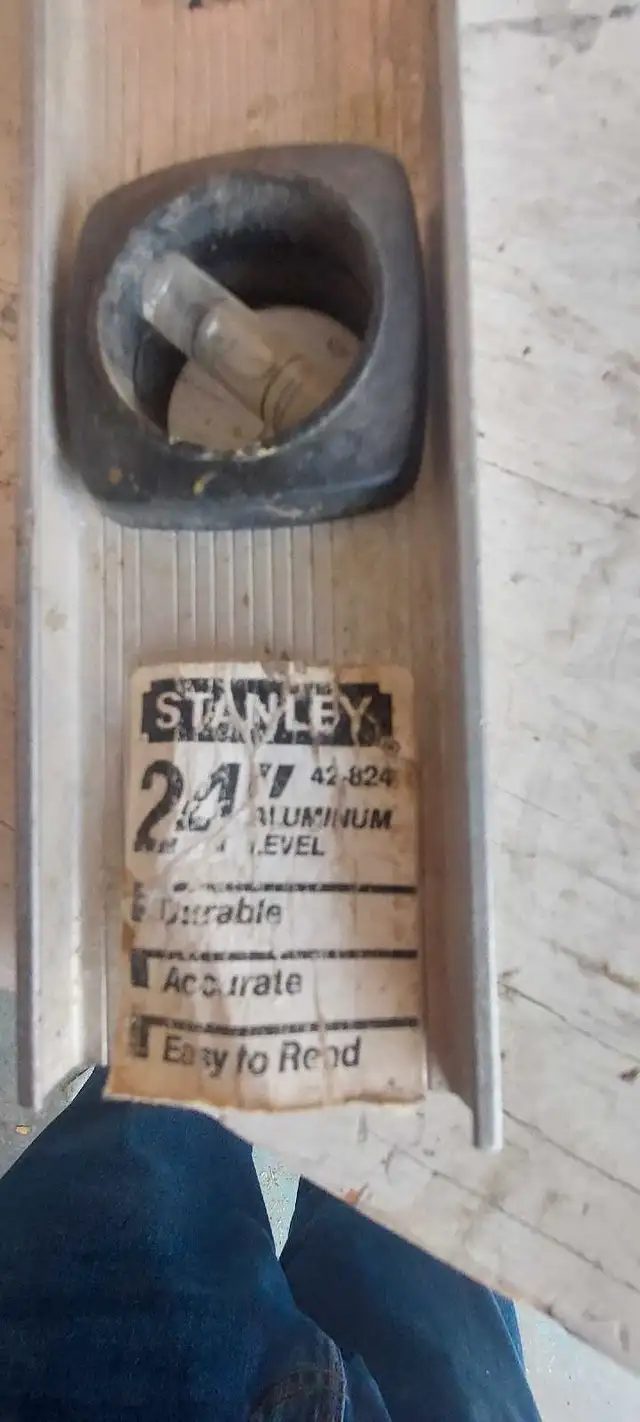 STANLEY
24" 42-824
ALUMINUM
LEVEL
Durable
Accurate
Easy to Read